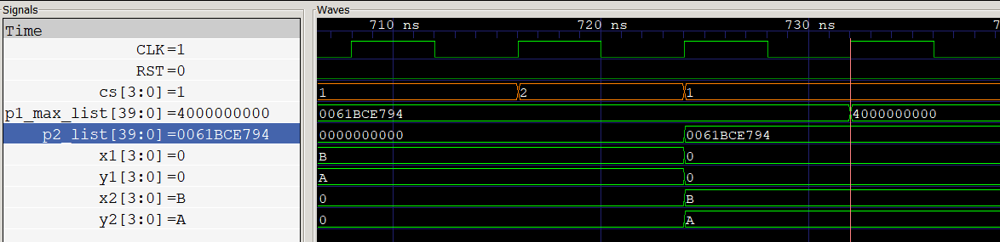 Signals Waves
Time 710 ns 720 ns 730 ns 7
CLK=1
RST=0
cs[3:0]=1 1 2 1
p1_max_list[39:0]=4000000000 0061BCE794 4000000000
p2_list[39:0]=0061BCE794 0000000000 0061BCE794
x1[3:0]=0 B 0
y1[3:0]=0 A 0
x2[3:0]=B 0 B
y2[3:0]=A 0 A